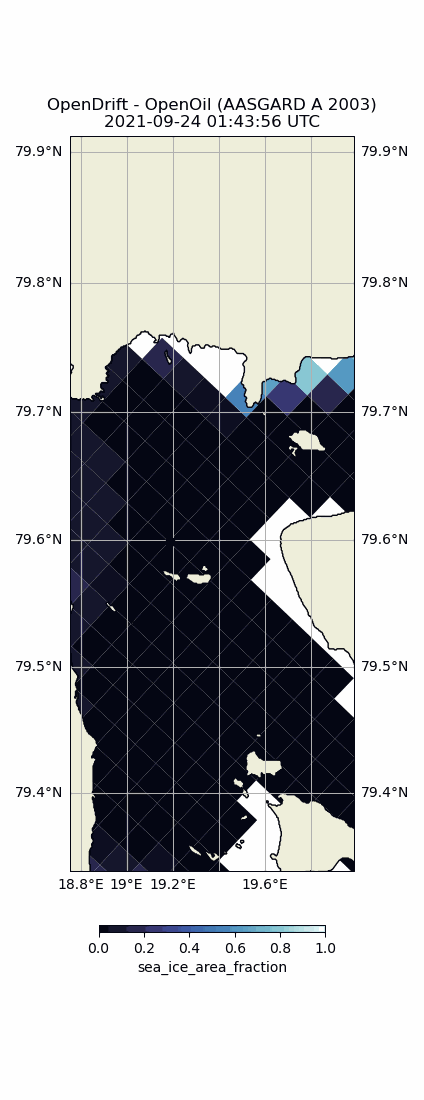 OpenDrift - OpenOil (AASGARD A 2003)
2021-09-24 01:43:56 UTC
79.9°N 79.9°N
79.8°N 79.8°N
79.7°N 79.7°N
79.6°N 79.6°N
79.5°N 79.5°N
79.4°N 79.4°N
18.8°E 19°E 19.2°E 19.6°E
0.0 0.2 0.4 0.6 0.8 1.0
sea_ice_area_fraction